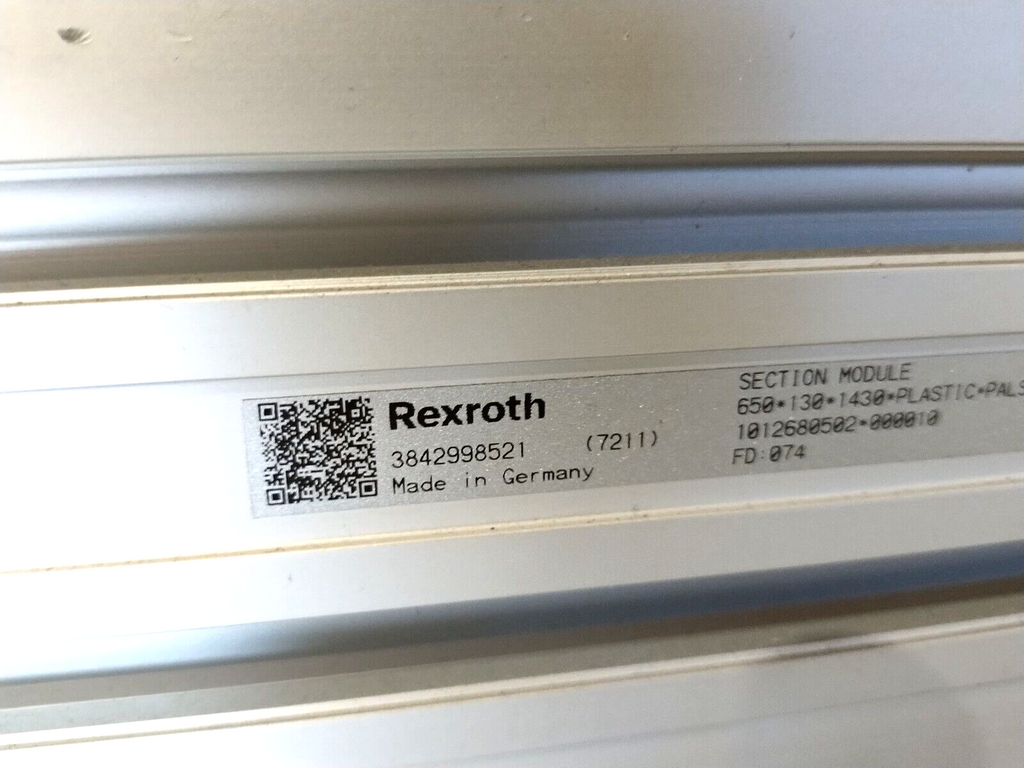 Rexroth
3842998521 (7211)
Made in Germany
SECTION MODULE
650*130*1430*PLASTIC*PALS
1012680502*000010
FD:074